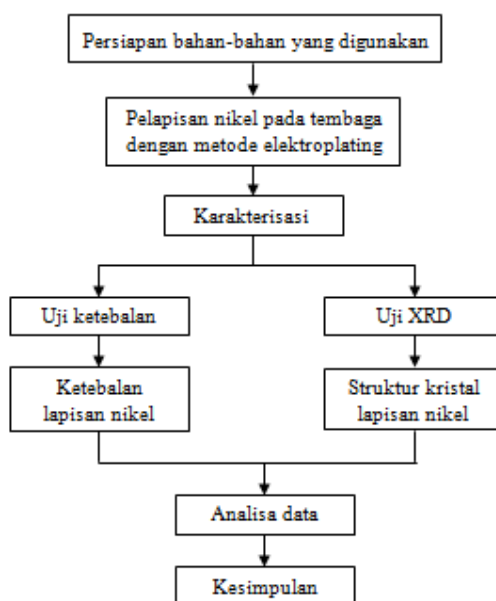 Persiapan bahan-bahan yang digunakan
Pelapisan nikel pada tembaga
dengan metode elektroplating
Karakterisasi
Uji ketebalan
Uji XRD
Ketebalan
lapisan nikel
Struktur kristal
lapisan nikel
Analisa data
Kesimpulan